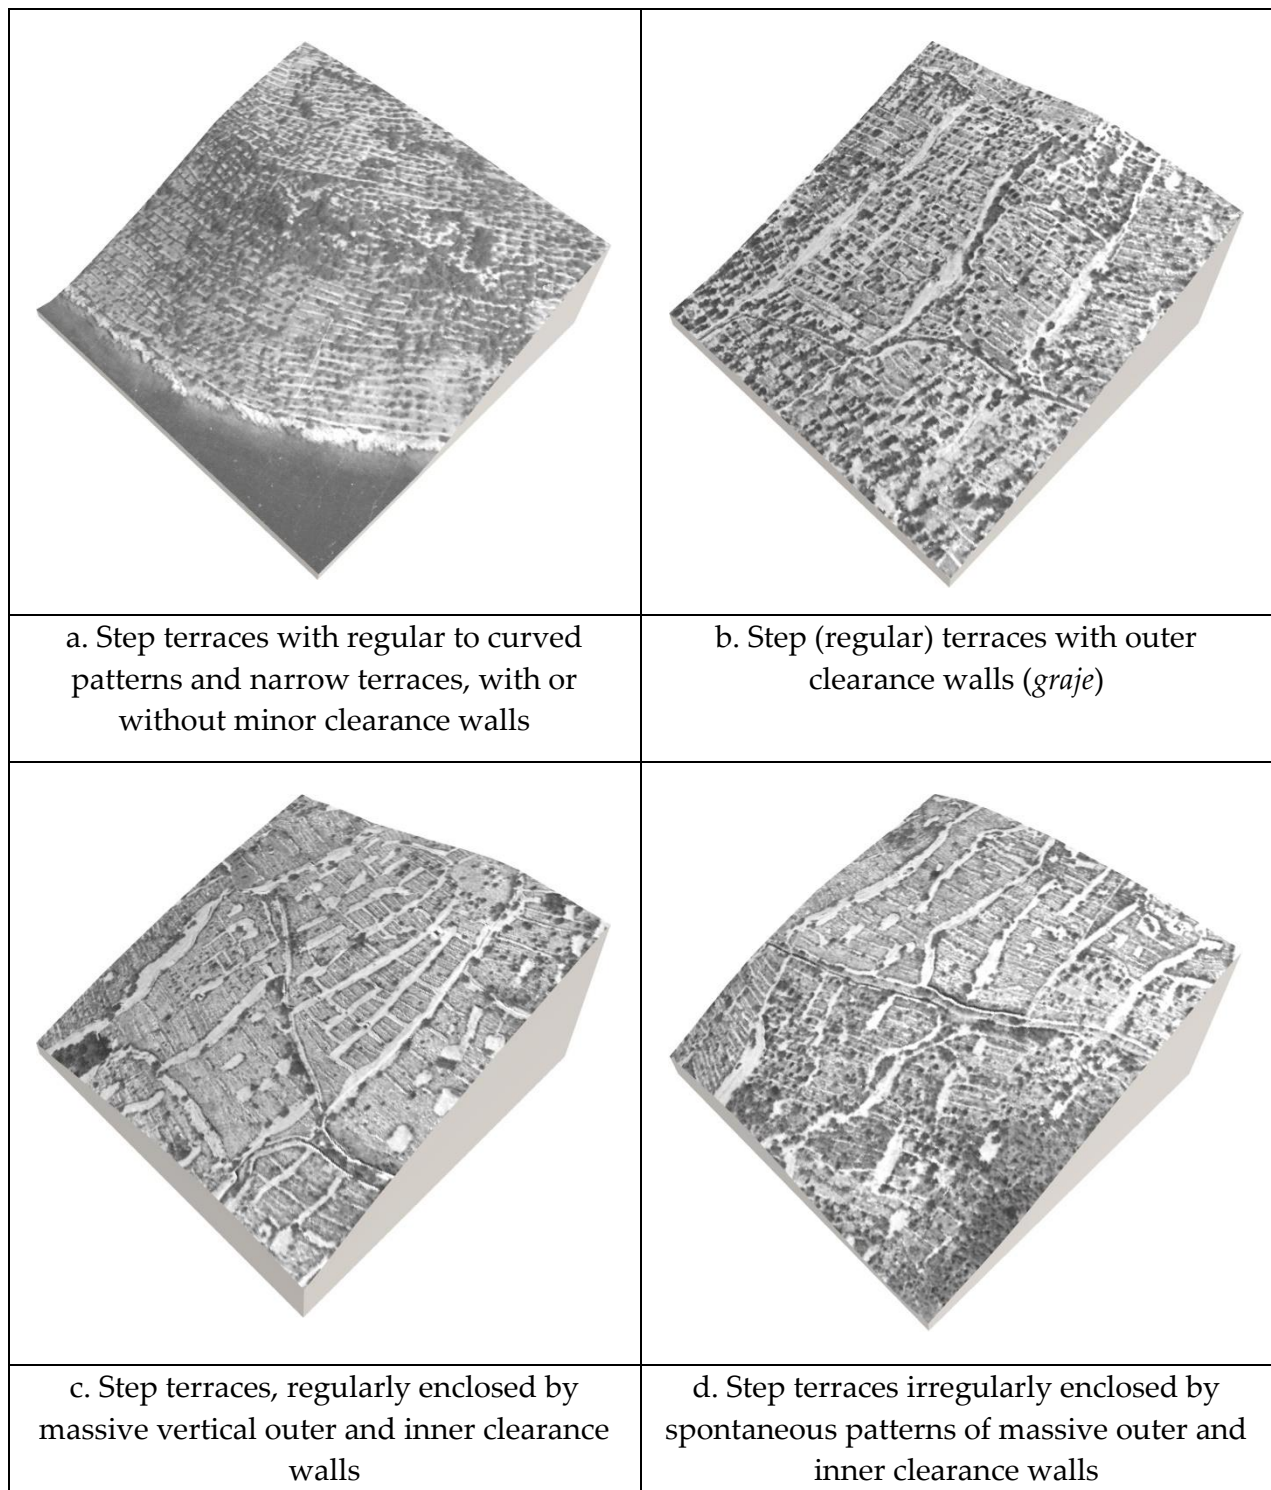 a. Step terraces with regular to curved
patterns and narrow terraces, with or
without minor clearance walls
b. Step (regular) terraces with outer
clearance walls (graje)
c. Step terraces, regularly enclosed by
massive vertical outer and inner clearance
walls
d. Step terraces irregularly enclosed by
spontaneous patterns of massive outer and
inner clearance walls